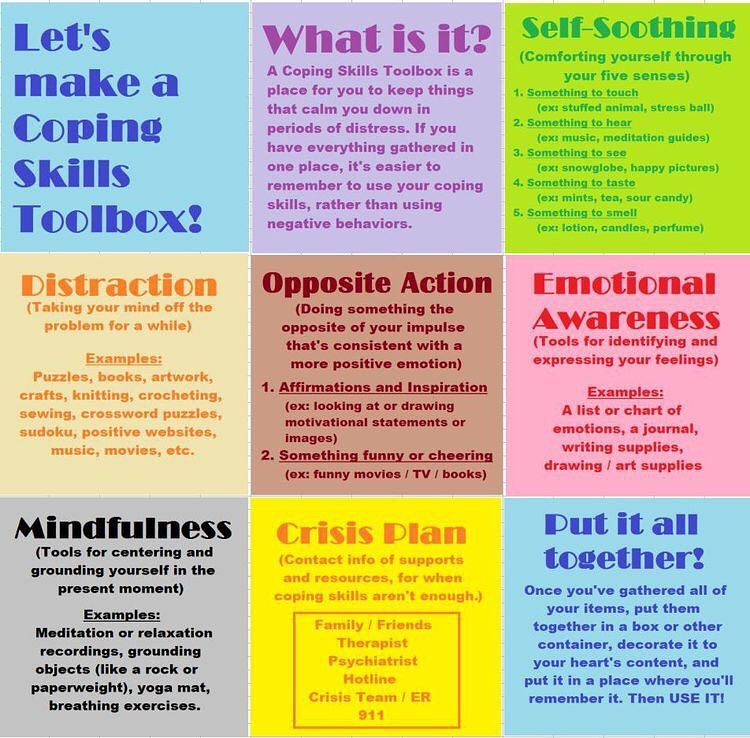 Let's
make a
Coping
Skills
Toolbox!
What is it?
A Coping Skills Toolbox is a
place for you to keep things
that calm you down in
periods of distress. If you
have everything gathered in
one place, it's easier to
remember to use your coping
skills, rather than using
negative behaviors.
Self-Soothing
(Comforting yourself through
your five senses)
1. Something to touch
(ex: stuffed animal, stress ball)
2. Something to hear
(ex: music, meditation guides)
3. Something to see
(ex: snowglobe, happy pictures)
4. Something to taste
(ex: mints, tea, sour candy)
5. Something to smell
(ex: lotion, candles, perfume)
Distraction
(Taking your mind off the
problem for a while)
Examples:
Puzzles, books, artwork,
crafts, knitting, crocheting,
sewing, crossword puzzles,
sudoku, positive websites,
music, movies, etc.
Opposite Action
(Doing something the
opposite of your impulse
that's consistent with a
more positive emotion)
1. Affirmations and Inspiration
(ex: looking at or drawing
motivational statements or
images)
2. Something funny or cheering
(ex: funny movies / TV / books)
Emotional
Awareness
(Tools for identifying and
expressing your feelings)
Examples:
A list or chart of
emotions, a journal,
writing supplies,
drawing / art supplies
Mindfulness
(Tools for centering and
grounding yourself in the
present moment)
Examples:
Meditation or relaxation
recordings, grounding
objects (like a rock or
paperweight), yoga mat,
breathing exercises.
Crisis Plan
(Contact info of supports
and resources, for when
coping skills aren't enough.)
Family / Friends
Therapist
Psychiatrist
Hotline
Crisis Team / ER
911
Put it all
together!
Once you've gathered all of
your items, put them
together in a box or other
container, decorate it to
your heart's content, and
put it in a place where you'll
remember it. Then USE IT!